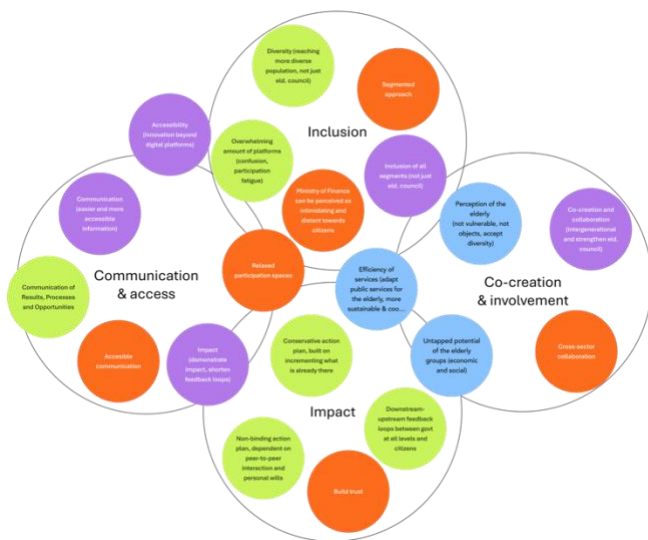 Diversity (reaching
more diverse
population, not just
eld. council)
Segmented
approach
Accessibility
(innovation beyond
digital platforms)
Inclusion
Overwhelming
amount of platforms
(confusion,
participation
fatigue)
Inclusion of all
segments (not just
eld. council)
Ministry of Finance
can be perceived as
intimidating and
distant towards
citizens
Communication
(easier and more
accessible
information)
Perception of the
elderly
(not vulnerable, not
objects, accept
diversity)
Co-creation and
collaboration
(intergenerational
and strengthen eld.
council)
Communication
& access
Relaxed
participation spaces
Efficiency of
services (adapt
public services for
the elderly, more
sustainable & coo...
Co-creation
& involvement
Communication of
Results, Processes
and Opportunities
Accesible
communication
Impact
(demonstrate
impact, shorten
feedback loops)
Conservative action
plan, built on
incrementing what
is already there
Untapped potential
of the elderly
groups (economic
and social)
Cross-sector
collaboration
Impact
Downstream-
upstream feedback
loops between govt
at all levels and
citizens
Non-binding action
plan, dependent on
peer-to-peer
interaction and
personal wills
Build trust